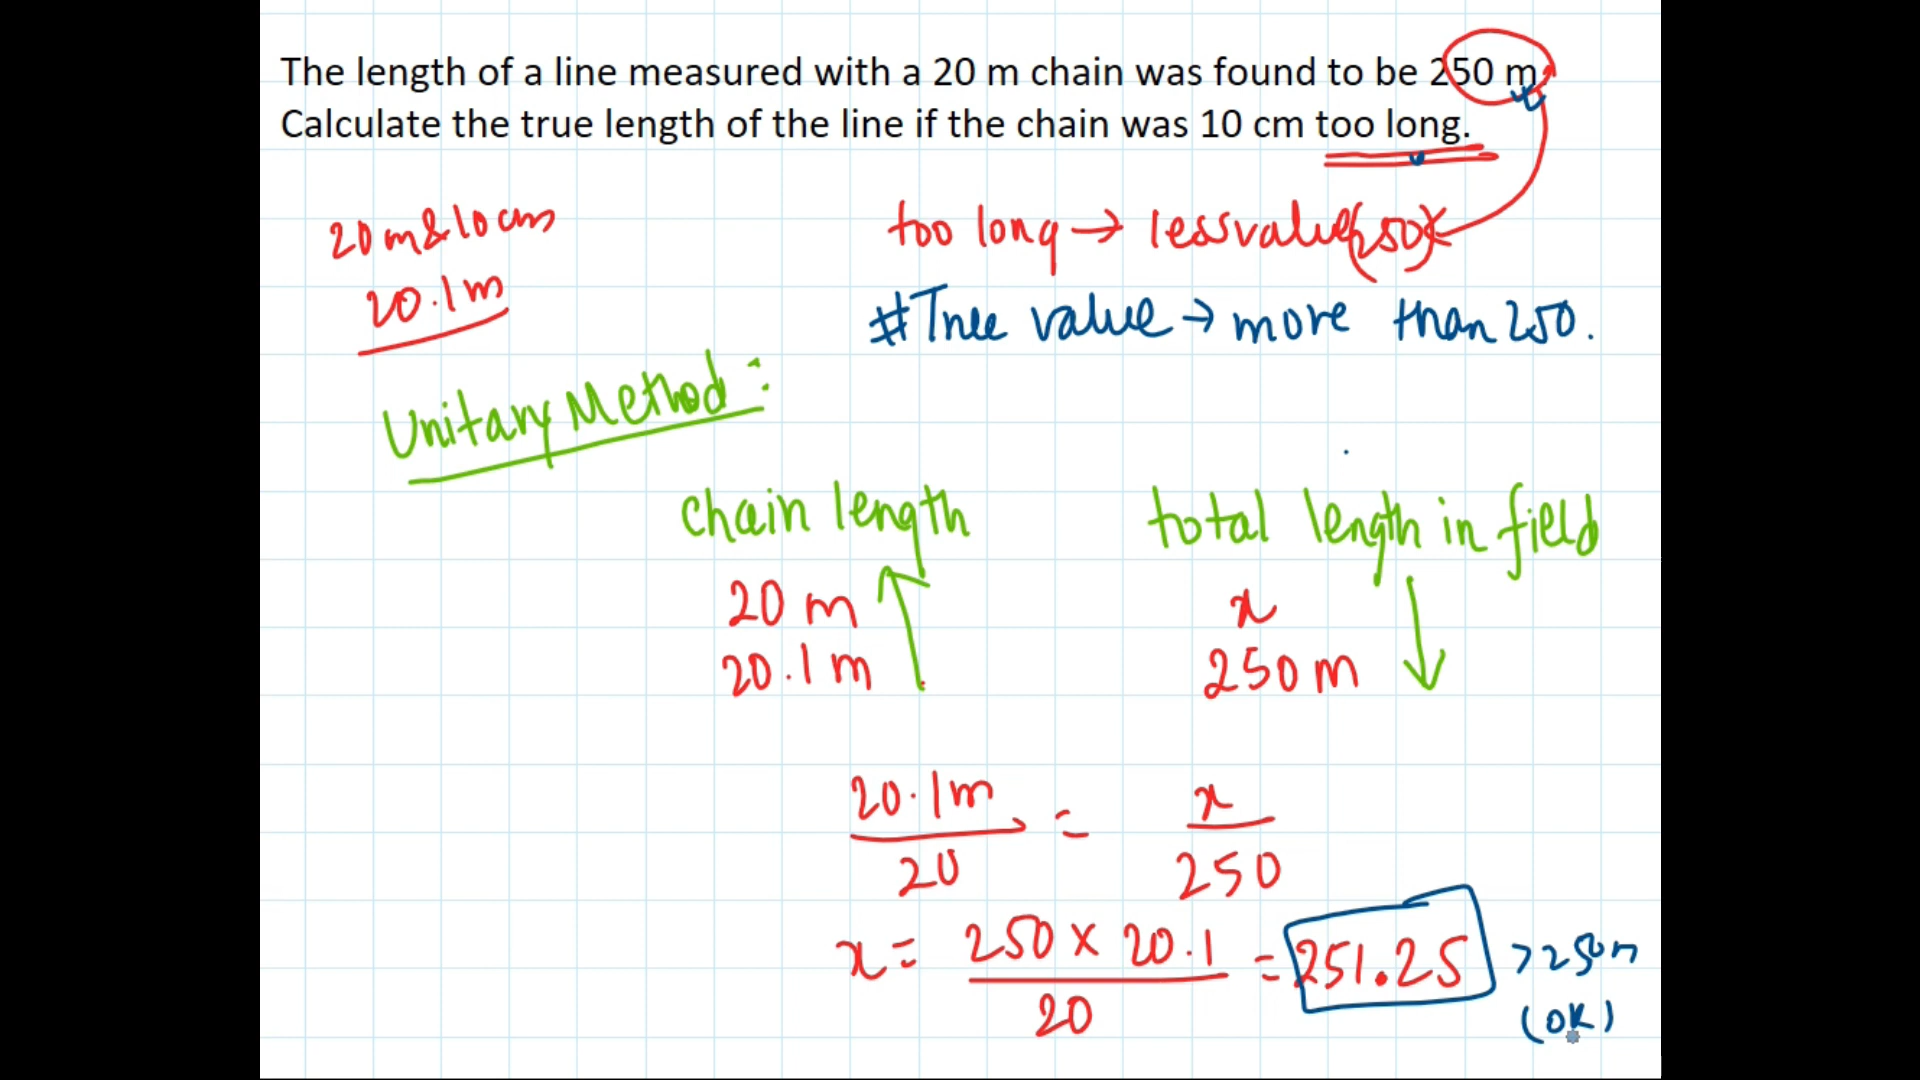 The length of a line measured with a 20 m chain was found to be 250 m.
Calculate the true length of the line if the chain was 10 cm too long.
20 m & 10 cm
20.1 m
too long → less value (250)
# True value → more than 250.
Unitary Method :
chain length total length in field
20 m x
20.1 m 250 m
20.1 m / 20 = x / 250
x = 250 × 20.1 / 20 = 251.25 > 250 m
(OK)